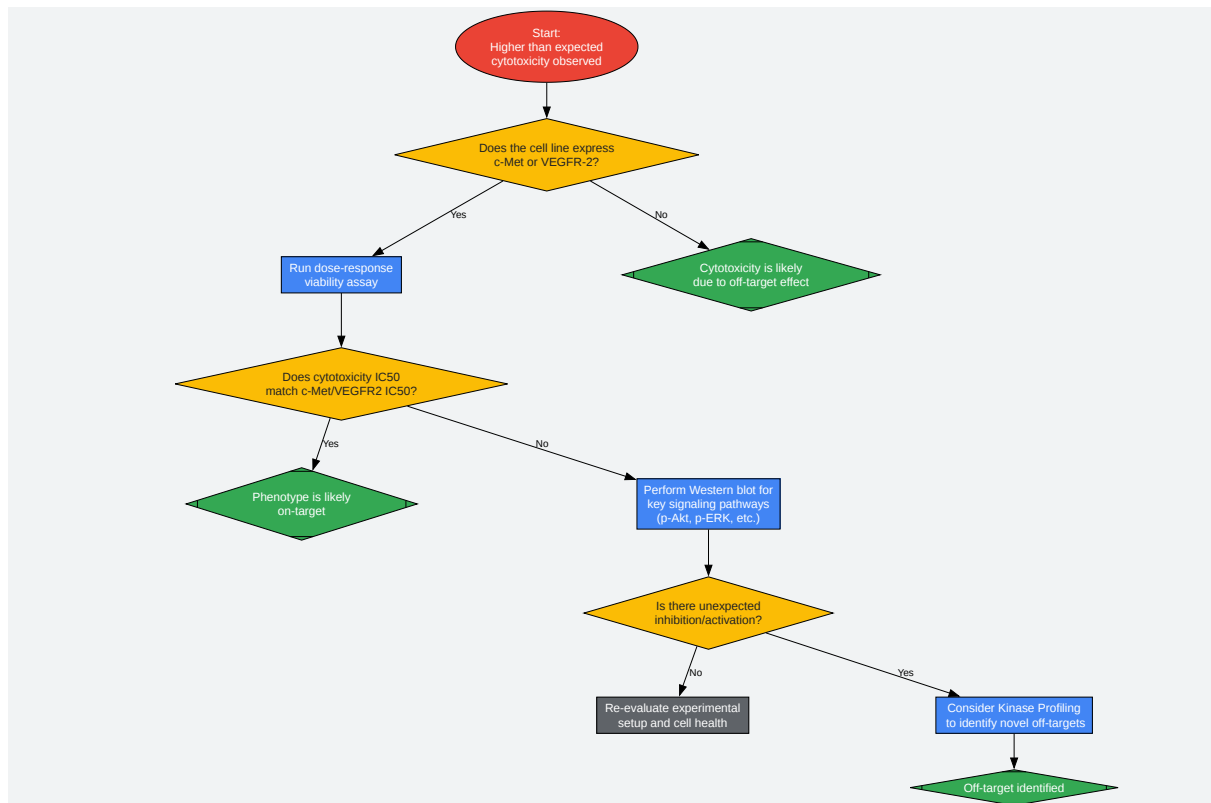 Start:
Higher than expected
cytotoxicity observed
Does the cell line express
c-Met or VEGFR-2?
Yes
No
Run dose-response
viability assay
Cytotoxicity is likely
due to off-target effect
Does cytotoxicity IC50
match c-Met/VEGFR2 IC50?
Yes
No
Phenotype is likely
on-target
Perform Western blot for
key signaling pathways
(p-Akt, p-ERK, etc.)
Is there unexpected
inhibition/activation?
No
Yes
Re-evaluate experimental
setup and cell health
Consider Kinase Profiling
to identify novel off-targets
Off-target identified